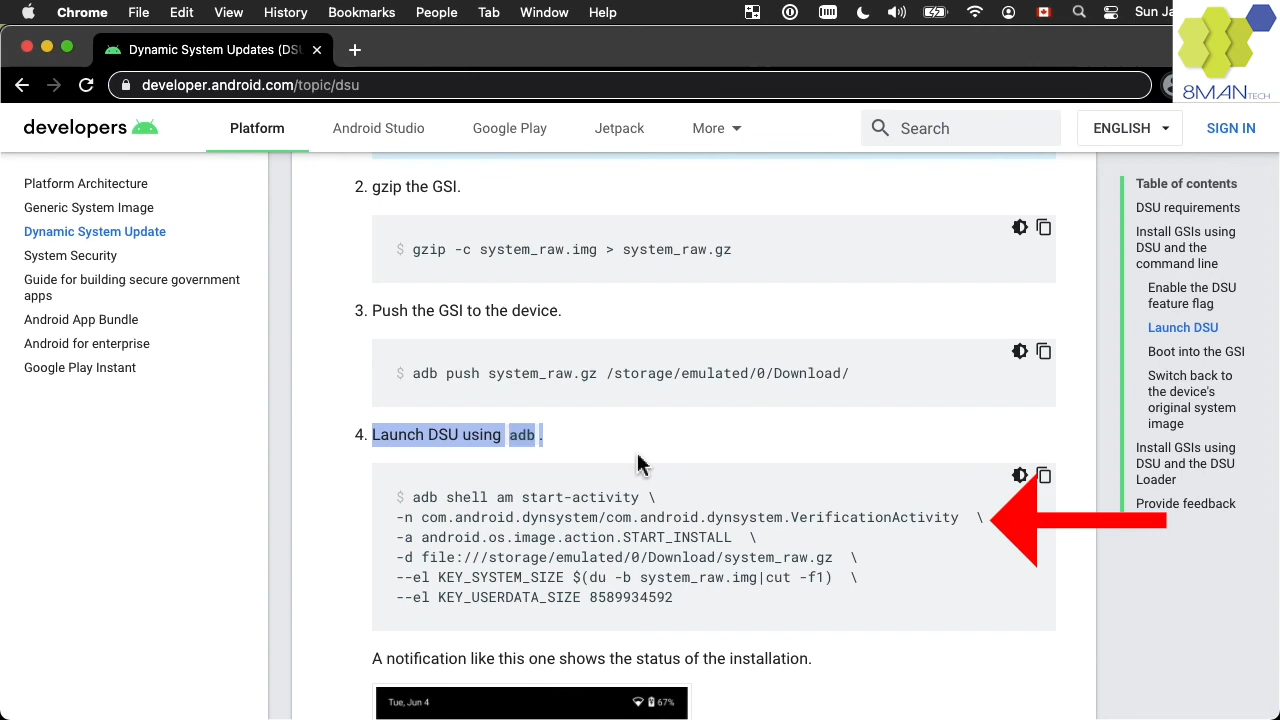 Chrome File Edit View History Bookmarks People Tab Window Help Sun Ja
8MANTECH
Dynamic System Updates (DSU
developer.android.com/topic/dsu
developers Platform Android Studio Google Play Jetpack More Search ENGLISH SIGN IN
Platform Architecture
Generic System Image
Dynamic System Update
System Security
Guide for building secure government
apps
Android App Bundle
Android for enterprise
Google Play Instant
2. gzip the GSI.
$ gzip -c system_raw.img > system_raw.gz
3. Push the GSI to the device.
$ adb push system_raw.gz /storage/emulated/0/Download/
4. Launch DSU using adb .
$ adb shell am start-activity \
-n com.android.dynsystem/com.android.dynsystem.VerificationActivity \
-a android.os.image.action.START_INSTALL \
-d file:///storage/emulated/0/Download/system_raw.gz \
--el KEY_SYSTEM_SIZE $(du -b system_raw.img|cut -f1) \
--el KEY_USERDATA_SIZE 8589934592
A notification like this one shows the status of the installation.
Tue, Jun 4 67%
Table of contents
DSU requirements
Install GSIs using
DSU and the
command line
Enable the DSU
feature flag
Launch DSU
Boot into the GSI
Switch back to
the device's
original system
image
Install GSIs using
DSU and the DSU
Loader
Provide feedback